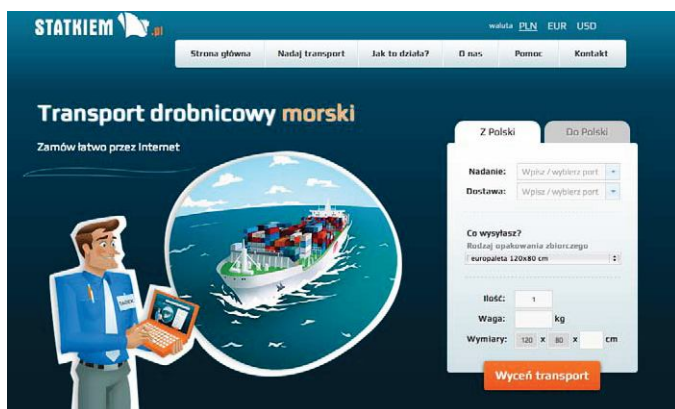 STATKIEM .pl
waluta PLN EUR USD
Strona główna Nadaj transport Jak to działa? O nas Pomoc Kontakt
Transport drobnicowy morski
Zamów łatwo przez Internet
Z Polski Do Polski
Nadanie: Wpisz / wybierz port
Dostawa: Wpisz / wybierz port
Co wysyłasz?
Rodzaj opakowania zbiorczego
europaleta 120x80 cm
Ilość: 1
Waga: kg
Wymiary: 120 x 80 x cm
Wyceń transport
TADEK